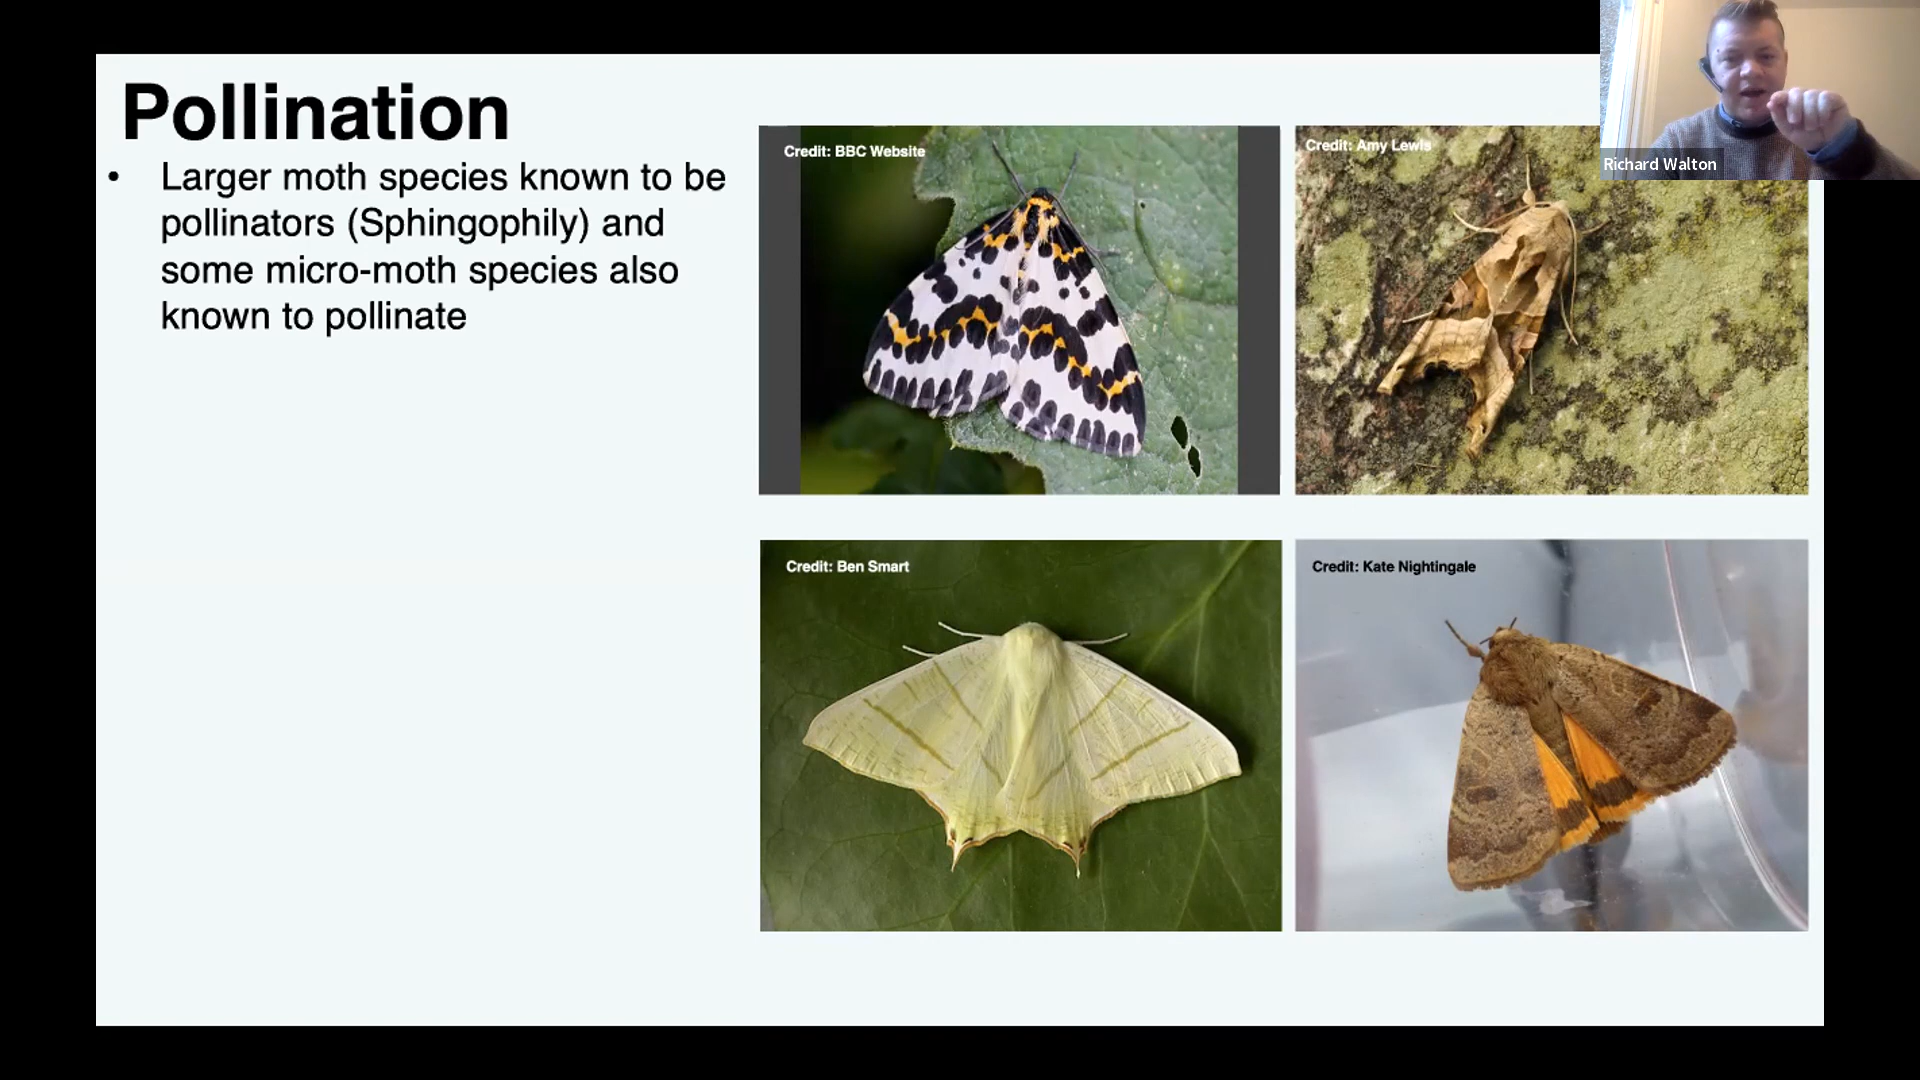 Pollination
• Larger moth species known to be
pollinators (Sphingophily) and
some micro-moth species also
known to pollinate
Credit: BBC Website
Credit: Amy Lewis
Richard Walton
Credit: Ben Smart
Credit: Kate Nightingale